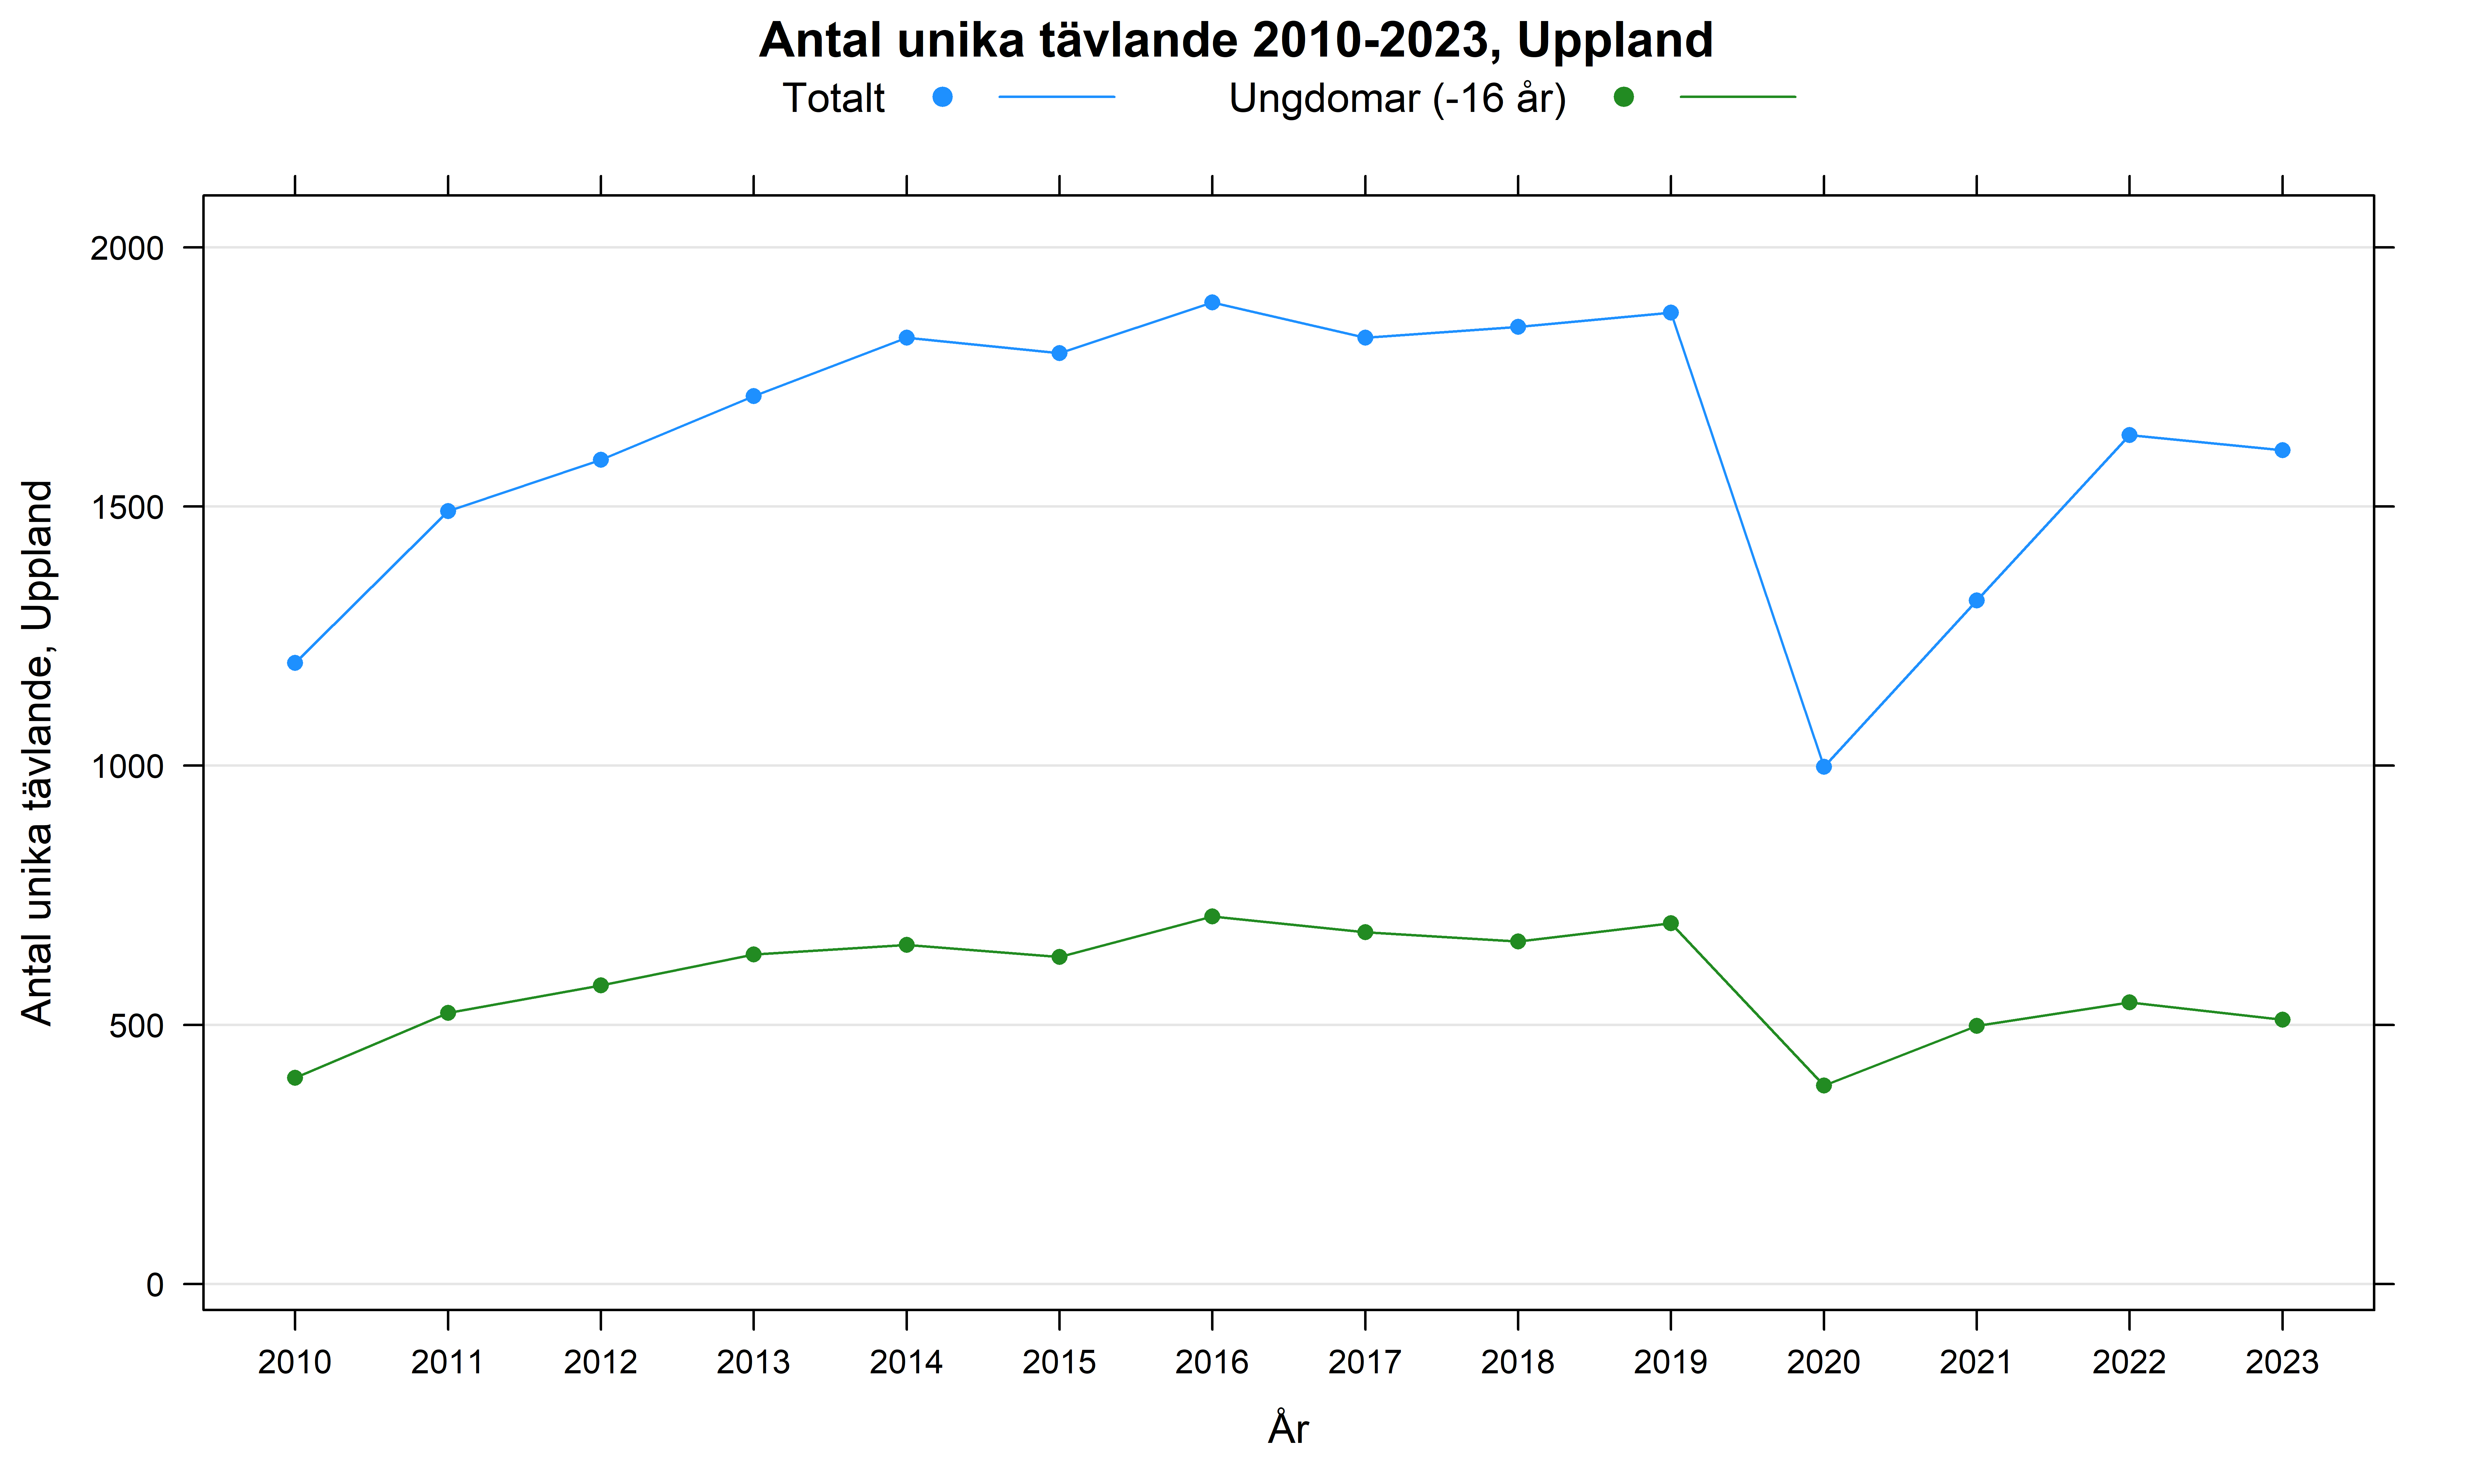 Antal unika tävlande 2010-2023, Uppland
Totalt Ungdomar (-16 år)
Antal unika tävlande, Uppland
2000
1500
1000
500
0
2010 2011 2012 2013 2014 2015 2016 2017 2018 2019 2020 2021 2022 2023
År